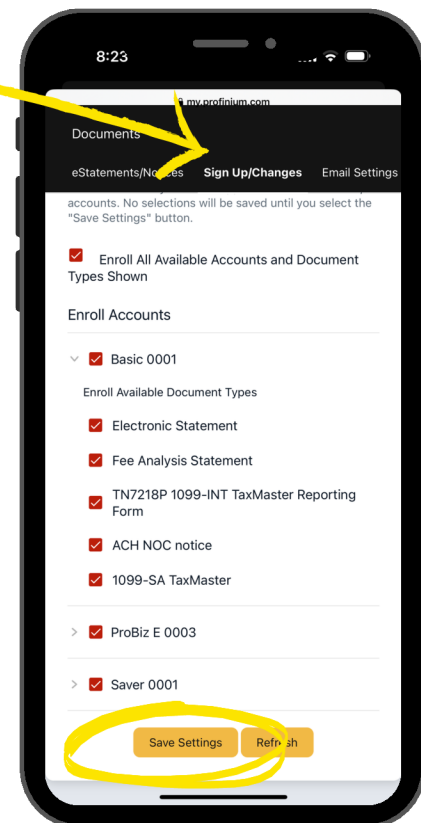 8:23
my.profinium.com
Documents
eStatements/Notices Sign Up/Changes Email Settings
accounts. No selections will be saved until you select the
"Save Settings" button.
Enroll All Available Accounts and Document
Types Shown
Enroll Accounts
Basic 0001
Enroll Available Document Types
Electronic Statement
Fee Analysis Statement
TN7218P 1099-INT TaxMaster Reporting
Form
ACH NOC notice
1099-SA TaxMaster
ProBiz E 0003
Saver 0001
Save Settings Refresh